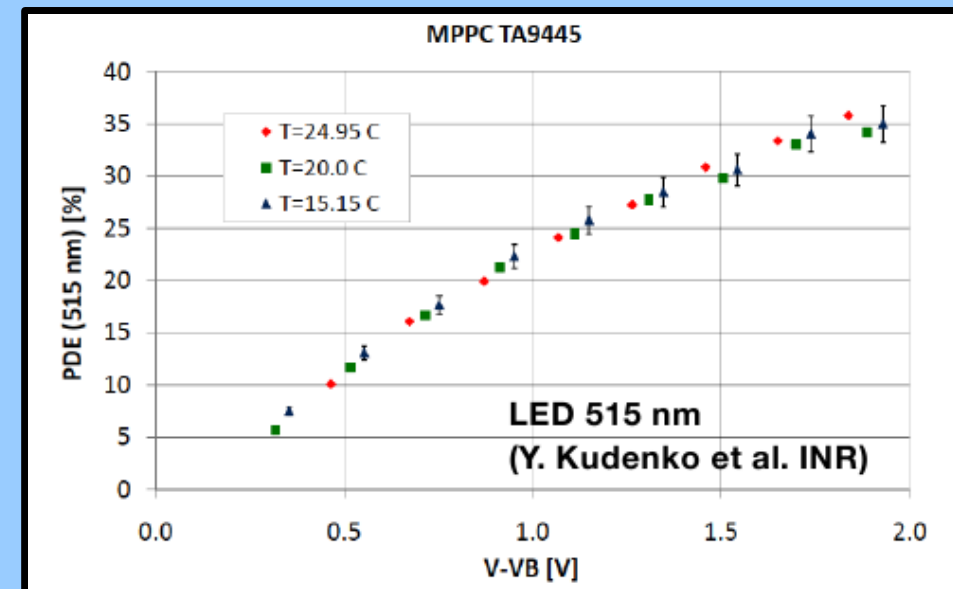 MPPC TA9445
40
35
30
25
20
15
10
5
0
PDE (515 nm) [%]
T=24.95 C
T=20.0 C
T=15.15 C
LED 515 nm
(Y. Kudenko et al. INR)
0.0 0.5 1.0 1.5 2.0
V-VB [V]